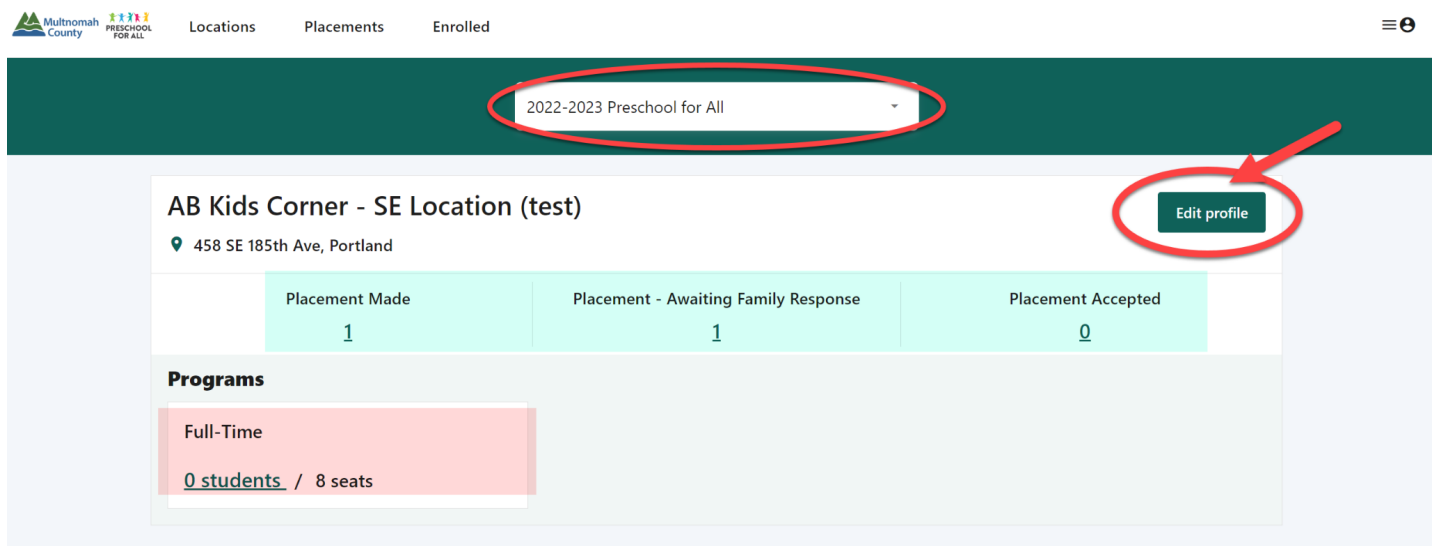 Multnomah County
PRESCHOOL FOR ALL
Locations Placements Enrolled
2022-2023 Preschool for All
AB Kids Corner - SE Location (test)
Edit profile
458 SE 185th Ave, Portland
Placement Made Placement - Awaiting Family Response Placement Accepted
1 1 0
Programs
Full-Time
0 students / 8 seats